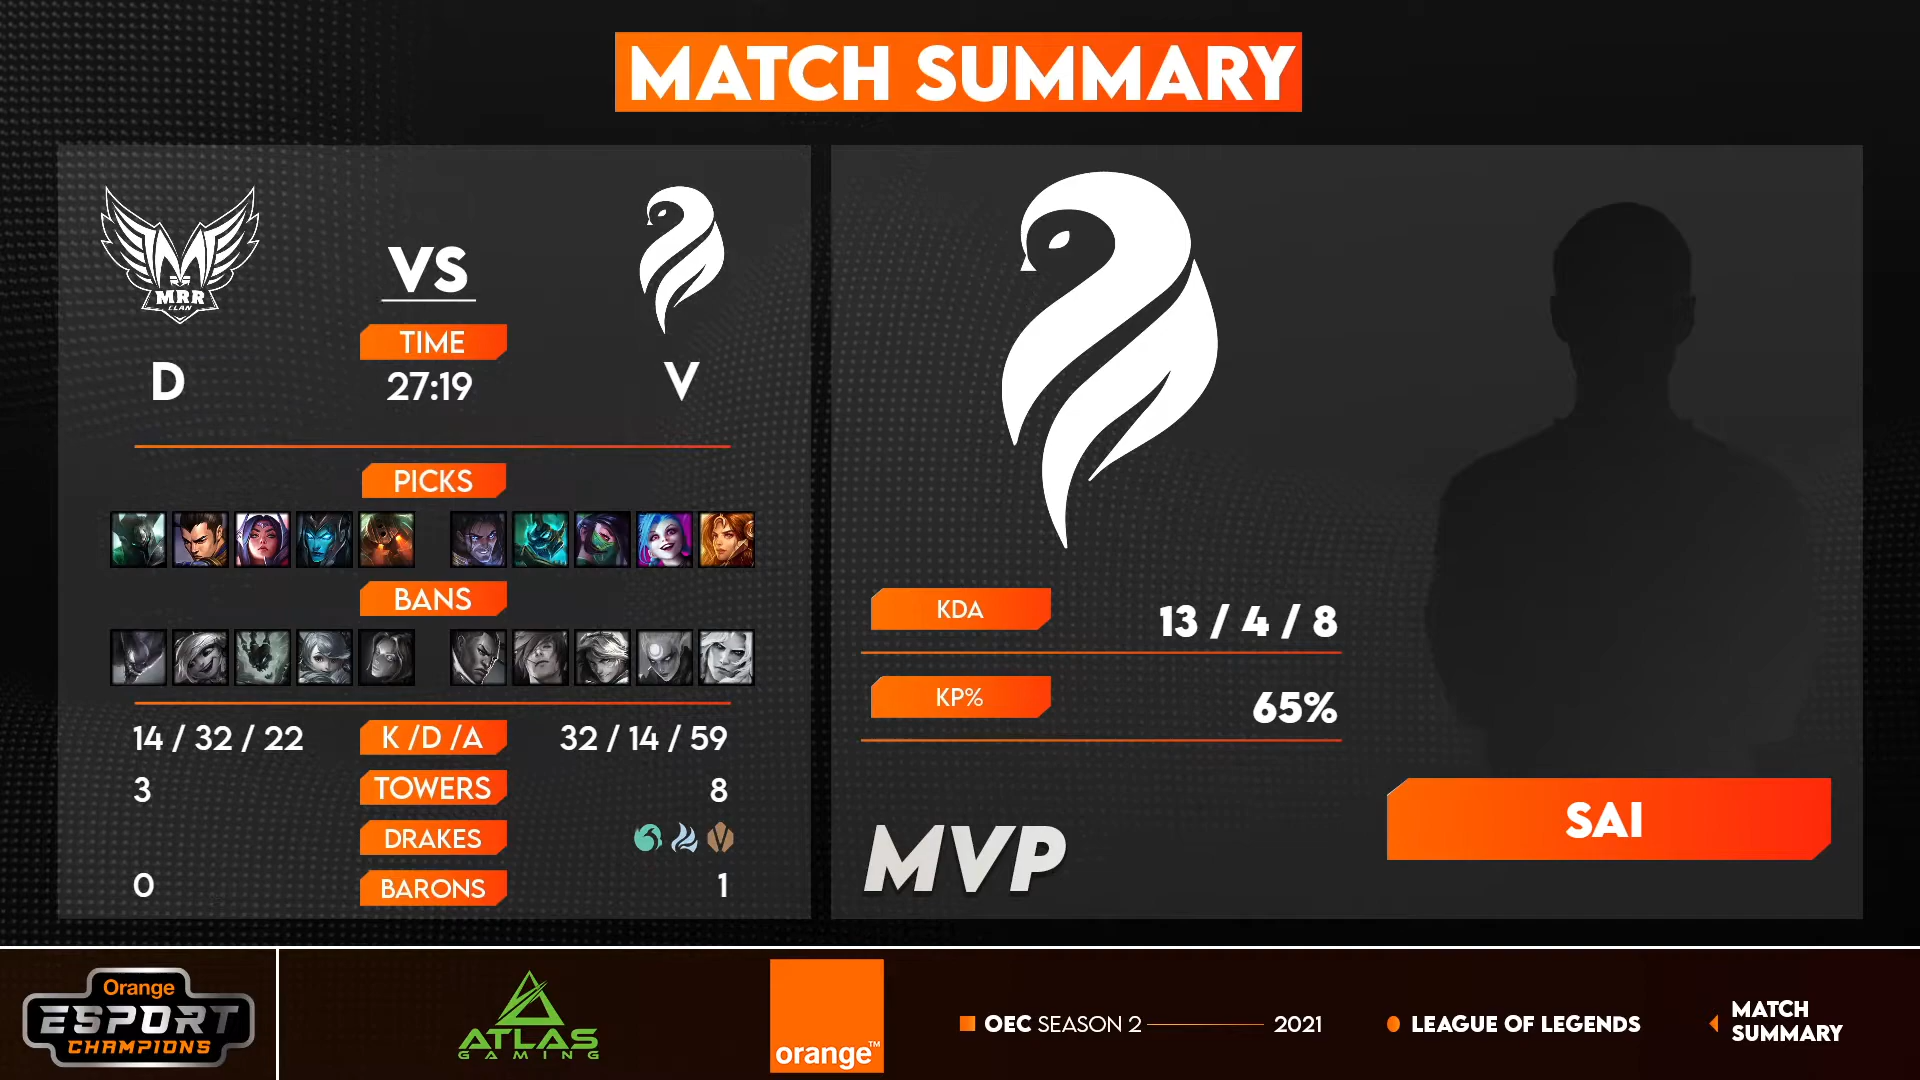 MATCH SUMMARY
MRR
CLAN
VS
TIME
D
27:19
V
PICKS
BANS
14 / 32 / 22
K /D /A
32 / 14 / 59
3
TOWERS
8
DRAKES
0
BARONS
1
KDA
13 / 4 / 8
KP%
65%
MVP
SAI
Orange
ESPORT
CHAMPIONS
ATLAS
GAMING
orange™
OEC SEASON 2
2021
LEAGUE OF LEGENDS
MATCH
SUMMARY